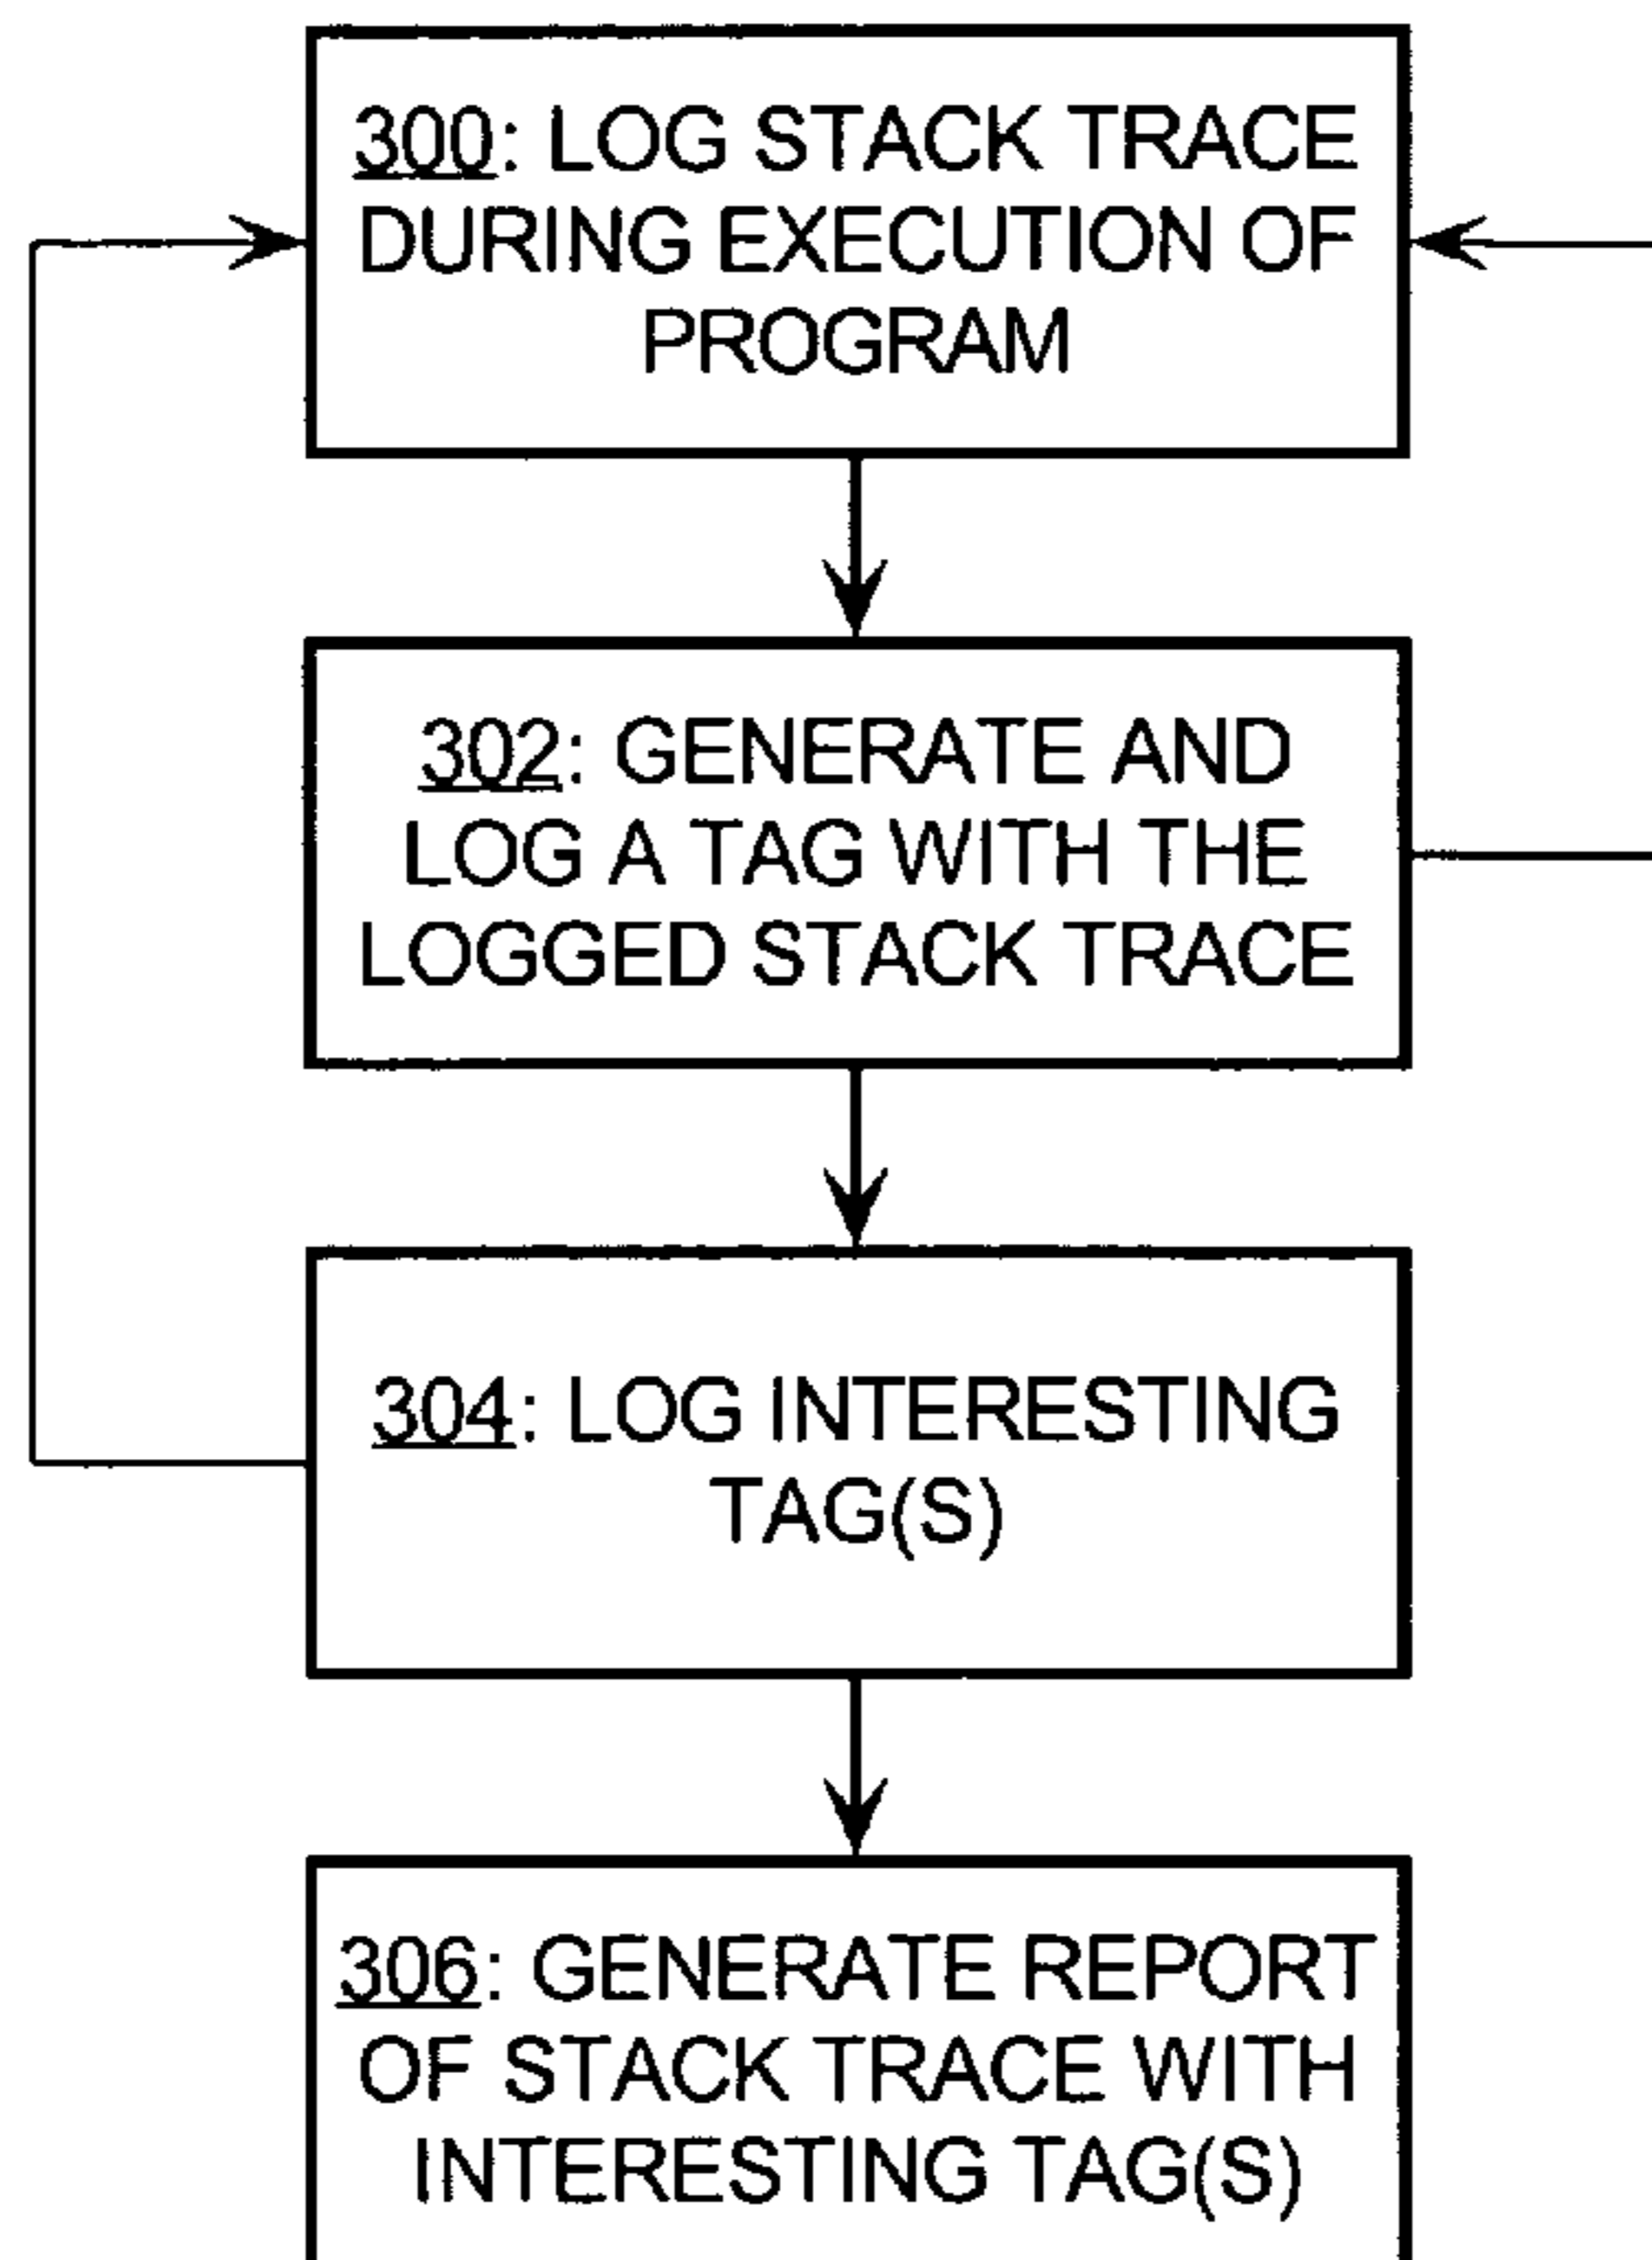 300: LOG STACK TRACE
DURING EXECUTION OF
PROGRAM
302: GENERATE AND
LOG A TAG WITH THE
LOGGED STACK TRACE
304: LOG INTERESTING
TAG(S)
306: GENERATE REPORT
OF STACK TRACE WITH
INTERESTING TAG(S)